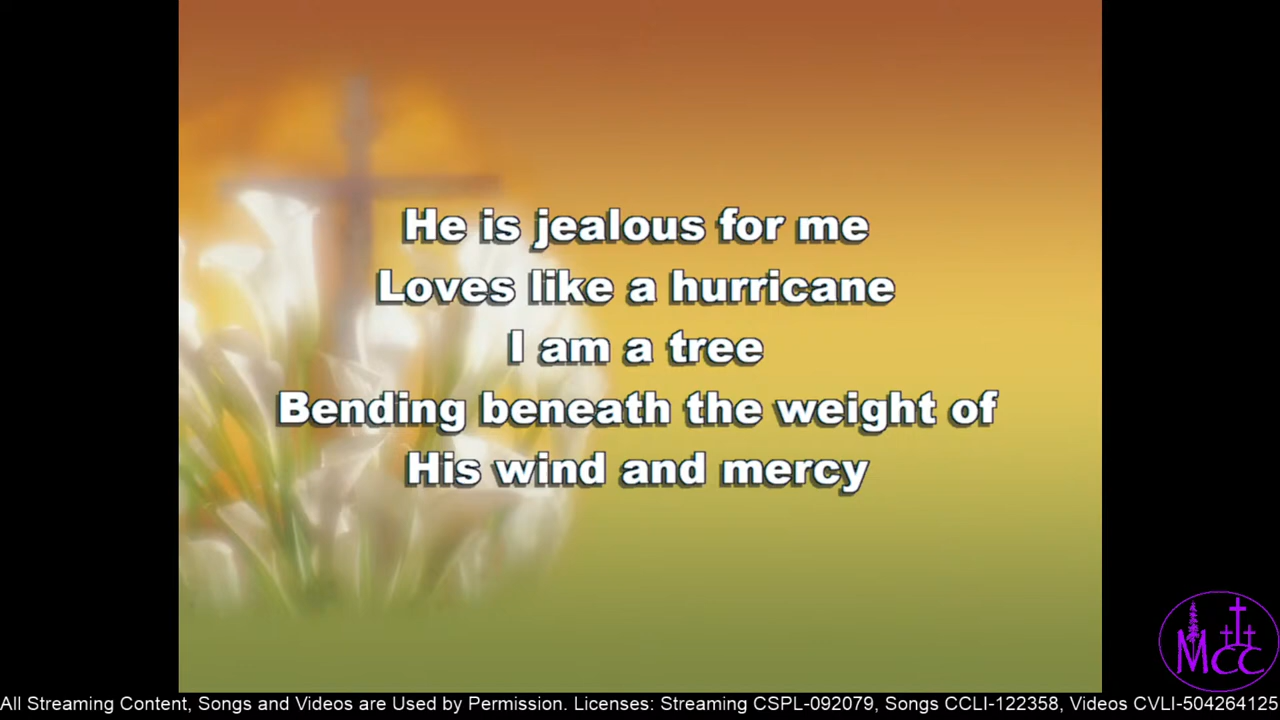 He is jealous for me
Loves like a hurricane
I am a tree
Bending beneath the weight of
His wind and mercy
MCC
All Streaming Content, Songs and Videos are Used by Permission. Licenses: Streaming CSPL-092079, Songs CCLI-122358, Videos CVLI-504264125